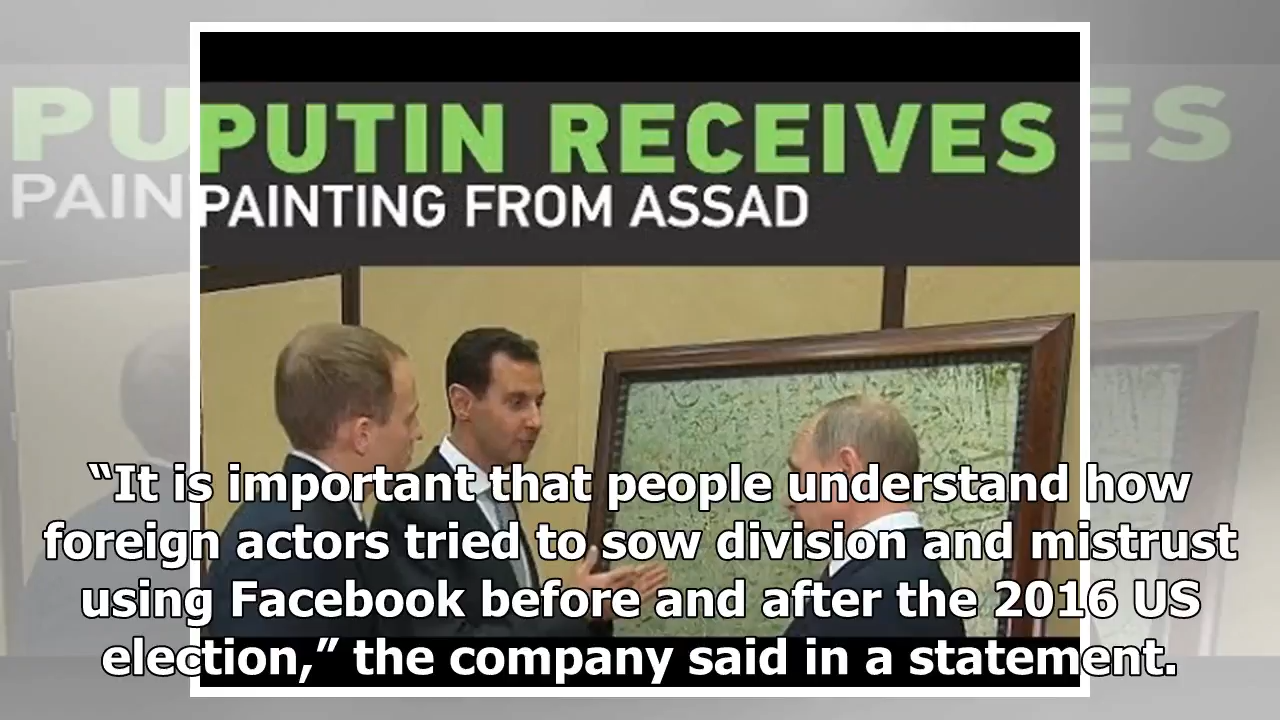 PUTIN RECEIVES
PAINTING FROM ASSAD
“It is important that people understand how
foreign actors tried to sow division and mistrust
using Facebook before and after the 2016 US
election,” the company said in a statement.